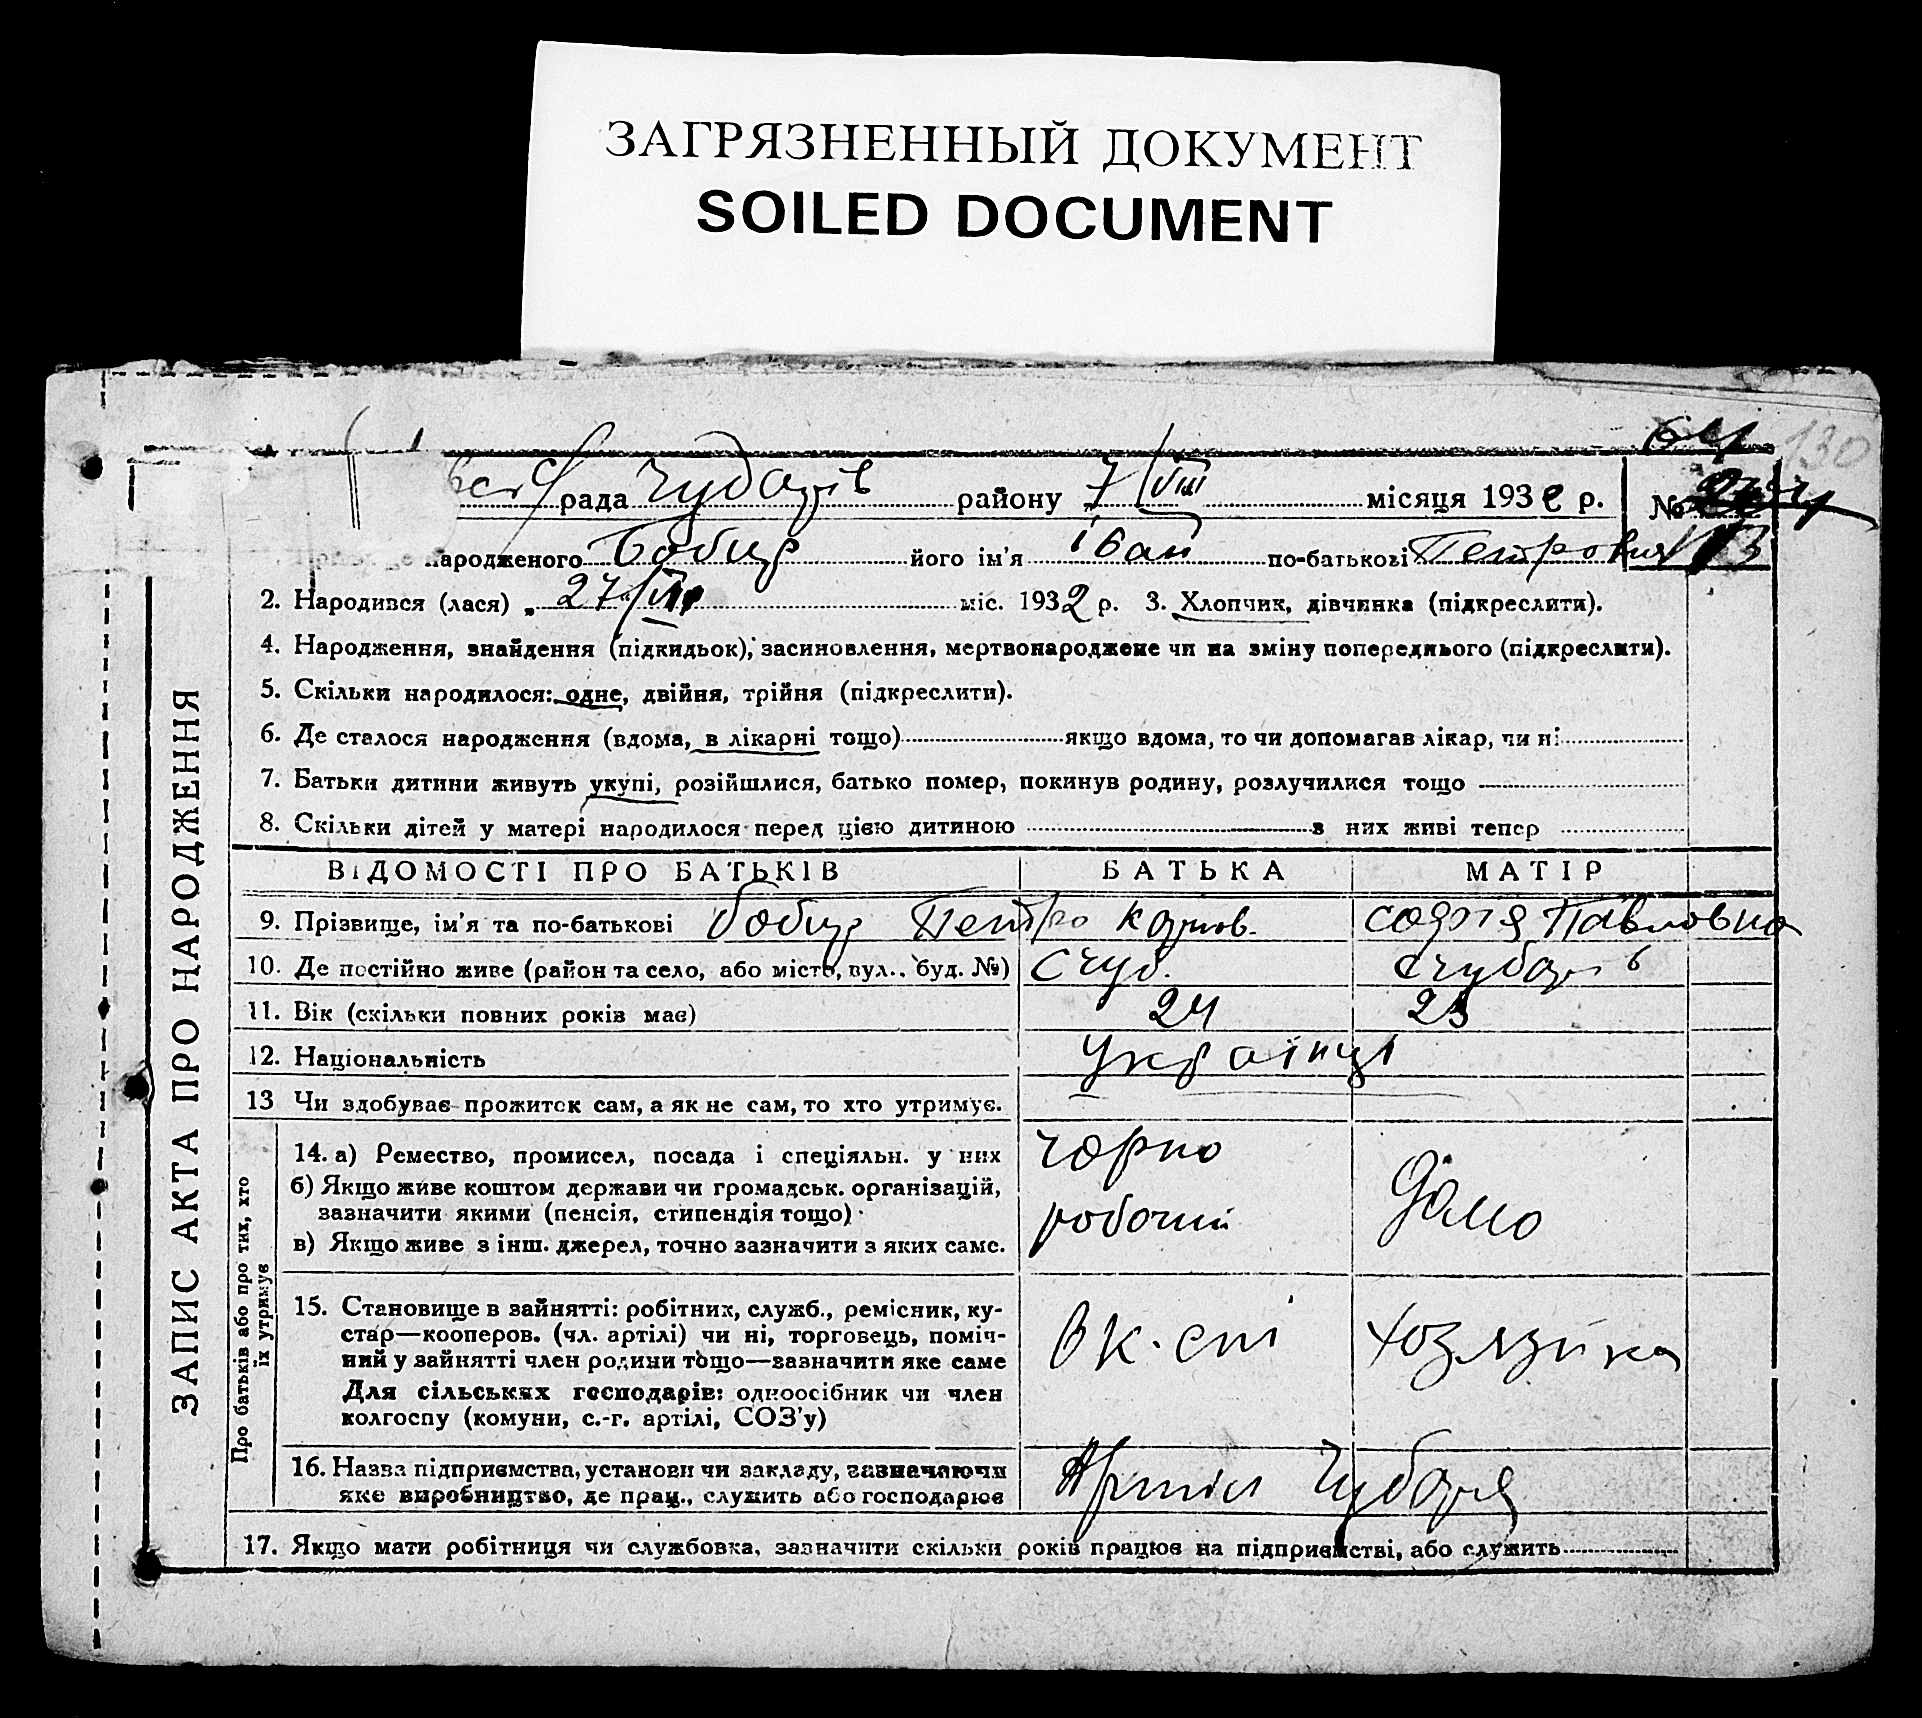 ЗАГРЯЗНЕННЫЙ ДОКУМЕНТ
SOILED DOCUMENT
130
рада район­у 7/VIII місяця 1932 р. №
народженого Бобир його ім'я Іван по-батькові Петрович
2. Народився (лася) „ 27/VII міс. 1932 р. 3. Хлопчик, дівчинка (підкреслити).
4. Народження, знайдення (підкидьок), засиновлення, мертвонароджене чи на зміну попереднього (підкреслити).
5. Скільки народилося: одне, двійня, трійня (підкреслити).
6. Де сталося народження (вдома, в лікарні тощо) якщо вдома, то чи допомагав лікар, чи ні
7. Батьки дитини живуть укупі, розійшлися, батько помер, покинув родину, розлучилися тощо
8. Скільки дітей у матері народилося перед цією дитиною з них живі тепер
ВІДОМОСТІ ПРО БАТЬКІВ БАТЬКА МАТІР
9. Прізвище, ім'я та по-батькові Бобир Петро Софія Павловна
10. Де постійно живе (район та село, або місто, вул., буд. №)
11. Вік (скільки повних років має) 24 23
12. Національність Українці
13 Чи здобуває прожиток сам, а як не сам, то хто утримує.
14. а) Ремество, промисел, посада і спеціяльн. у них чорно
б) Якщо живе коштом держави чи громадськ. організацій,
зазначити якими (пенсія, стипендія тощо) робочий Дамо
в) Якщо живе з інш. джерел, точно зазначити з яких саме.
15. Становище в зайнятті: робітник, служб., ремісник, ку-
стар—кооперов. (чл. артілі) чи ні, торговець, поміч-
ний у зайнятті член родини тощо—зазначити яке саме хозяйка
Для сільських господарів: одноосібник чи член
колгоспу (комуни, с.-г. артілі, СОЗ'у)
16. Назва підприємства, установи чи закладу, зазначаючи
яке виробництво, де прац., служить або господарює
17. Якщо мати робітниця чи службовка, зазначити скільки років працює на підприємстві, або служить
ЗАПИС АКТА ПРО НАРОДЖЕННЯ
Про батьків або про тих, хто
їх утримує